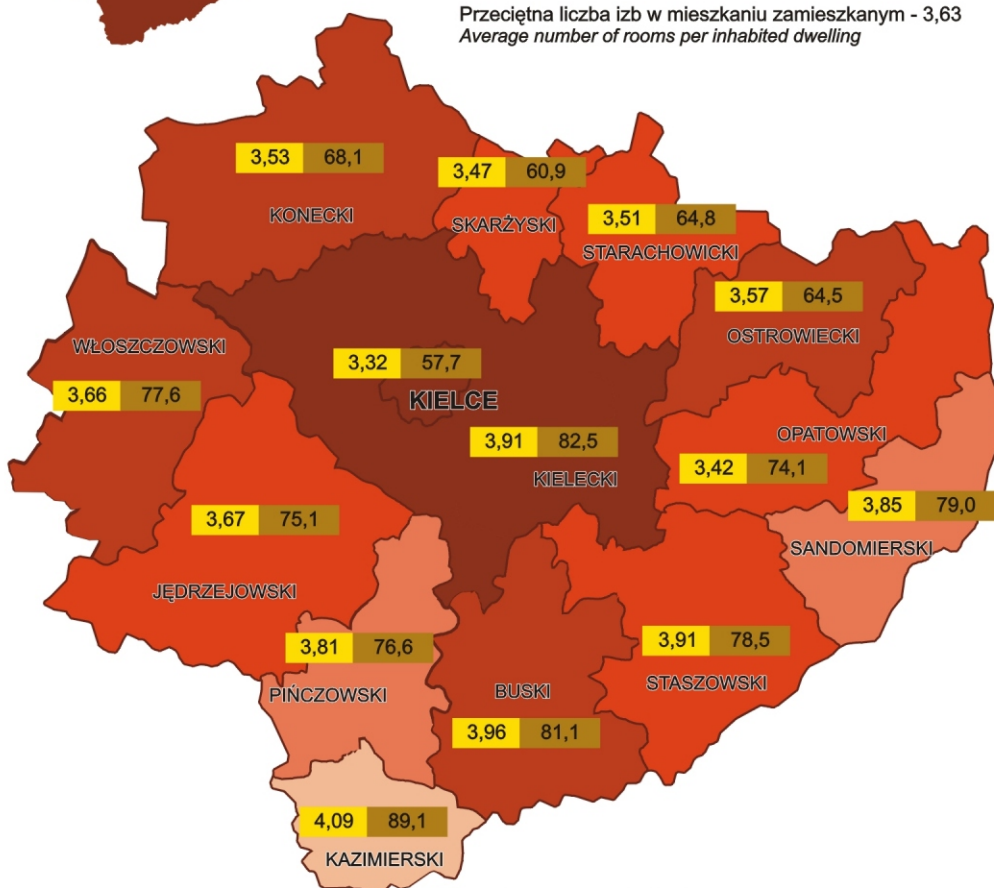 Przeciętna liczba izb w mieszkaniu zamieszkanym - 3,63
Average number of rooms per inhabited dwelling
3,53 68,1
KONECKI
3,47 60,9
SKARŻYSKI
3,51 64,8
STARACHOWICKI
3,57 64,5
OSTROWIECKI
WŁOSZCZOWSKI
3,66 77,6
3,32 57,7
KIELCE
3,91 82,5
KIELECKI
OPATOWSKI
3,42 74,1
3,85 79,0
SANDOMIERSKI
3,67 75,1
JĘDRZEJOWSKI
3,81 76,6
PIŃCZOWSKI
3,91 78,5
STASZOWSKI
BUSKI
3,96 81,1
4,09 89,1
KAZIMIERSKI